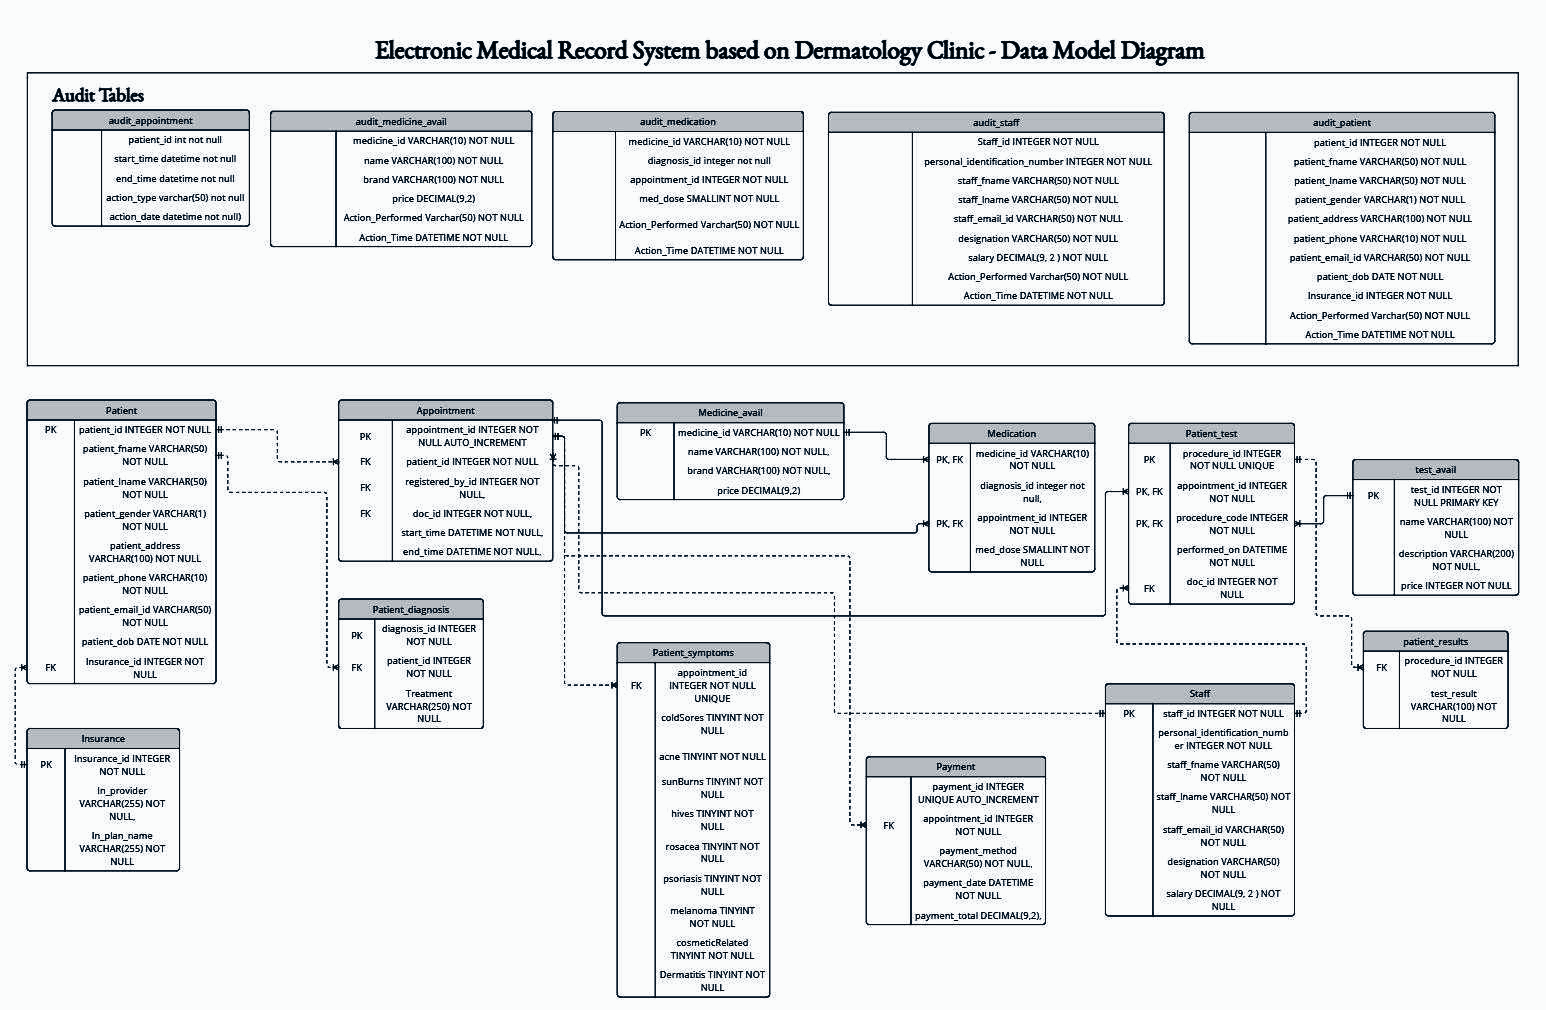 Electronic Medical Record System based on Dermatology Clinic - Data Model Diagram
Audit Tables
audit_appointment
patient_id int not null
start_time datetime not null
end_time datetime not null
action_type varchar(50) not null
action_date datetime not null)
audit_medicine_avail
medicine_id VARCHAR(10) NOT NULL
name VARCHAR(100) NOT NULL
brand VARCHAR(100) NOT NULL
price DECIMAL(9,2)
Action_Performed Varchar(50) NOT NULL
Action_Time DATETIME NOT NULL
audit_medication
medicine_id VARCHAR(10) NOT NULL
diagnosis_id integer not null
appointment_id INTEGER NOT NULL
med_dose SMALLINT NOT NULL
Action_Performed Varchar(50) NOT NULL
Action_Time DATETIME NOT NULL
audit_staff
Staff_id INTEGER NOT NULL
personal_identification_number INTEGER NOT NULL
staff_fname VARCHAR(50) NOT NULL
staff_lname VARCHAR(50) NOT NULL
staff_email_id VARCHAR(50) NOT NULL
designation VARCHAR(50) NOT NULL
salary DECIMAL(9, 2 ) NOT NULL
Action_Performed Varchar(50) NOT NULL
Action_Time DATETIME NOT NULL
audit_patient
patient_id INTEGER NOT NULL
patient_fname VARCHAR(50) NOT NULL
patient_lname VARCHAR(50) NOT NULL
patient_gender VARCHAR(1) NOT NULL
patient_address VARCHAR(100) NOT NULL
patient_phone VARCHAR(10) NOT NULL
patient_email_id VARCHAR(50) NOT NULL
patient_dob DATE NOT NULL
Insurance_id INTEGER NOT NULL
Action_Performed Varchar(50) NOT NULL
Action_Time DATETIME NOT NULL
Patient
PK patient_id INTEGER NOT NULL
patient_fname VARCHAR(50)
NOT NULL
patient_lname VARCHAR(50)
NOT NULL
patient_gender VARCHAR(1)
NOT NULL
patient_address
VARCHAR(100) NOT NULL
patient_phone VARCHAR(10)
NOT NULL
patient_email_id VARCHAR(50)
NOT NULL
patient_dob DATE NOT NULL
FK Insurance_id INTEGER NOT
NULL
Insurance
PK Insurance_id INTEGER
NOT NULL
In_provider
VARCHAR(255) NOT
NULL,
In_plan_name
VARCHAR(255) NOT
NULL
Appointment
PK appointment_id INTEGER NOT
NULL AUTO_INCREMENT
FK patient_id INTEGER NOT NULL
FK registered_by_id INTEGER NOT
NULL,
FK doc_id INTEGER NOT NULL,
start_time DATETIME NOT NULL,
end_time DATETIME NOT NULL,
Patient_diagnosis
PK diagnosis_id INTEGER
NOT NULL
FK patient_id INTEGER
NOT NULL
Treatment
VARCHAR(250) NOT
NULL
Medicine_avail
PK medicine_id VARCHAR(10) NOT NULL
name VARCHAR(100) NOT NULL,
brand VARCHAR(100) NOT NULL,
price DECIMAL(9,2)
Patient_symptoms
appointment_id
FK INTEGER NOT NULL
UNIQUE
coldSores TINYINT NOT
NULL
acne TINYINT NOT NULL
sunBurns TINYINT NOT
NULL
hives TINYINT NOT
NULL
rosacea TINYINT NOT
NULL
psoriasis TINYINT NOT
NULL
melanoma TINYINT
NOT NULL
cosmeticRelated
TINYINT NOT NULL
Dermatitis TINYINT NOT
NULL
Medication
PK, FK medicine_id VARCHAR(10)
NOT NULL
diagnosis_id integer not
null,
PK, FK appointment_id INTEGER
NOT NULL
med_dose SMALLINT NOT
NULL
Payment
payment_id INTEGER
UNIQUE AUTO_INCREMENT
FK appointment_id INTEGER
NOT NULL
payment_method
VARCHAR(50) NOT NULL,
payment_date DATETIME
NOT NULL
payment_total DECIMAL(9,2),
Patient_test
PK procedure_id INTEGER
NOT NULL UNIQUE
PK, FK appointment_id INTEGER
NOT NULL
PK, FK procedure_code INTEGER
NOT NULL
performed_on DATETIME
NOT NULL
FK doc_id INTEGER NOT
NULL
Staff
PK staff_id INTEGER NOT NULL
personal_identification_numb
er INTEGER NOT NULL
staff_fname VARCHAR(50)
NOT NULL
staff_lname VARCHAR(50) NOT
NULL
staff_email_id VARCHAR(50)
NOT NULL
designation VARCHAR(50)
NOT NULL
salary DECIMAL(9, 2 ) NOT
NULL
test_avail
PK test_id INTEGER NOT
NULL PRIMARY KEY
name VARCHAR(100) NOT
NULL
description VARCHAR(200)
NOT NULL,
price INTEGER NOT NULL
patient_results
FK procedure_id INTEGER
NOT NULL
test_result
VARCHAR(100) NOT
NULL